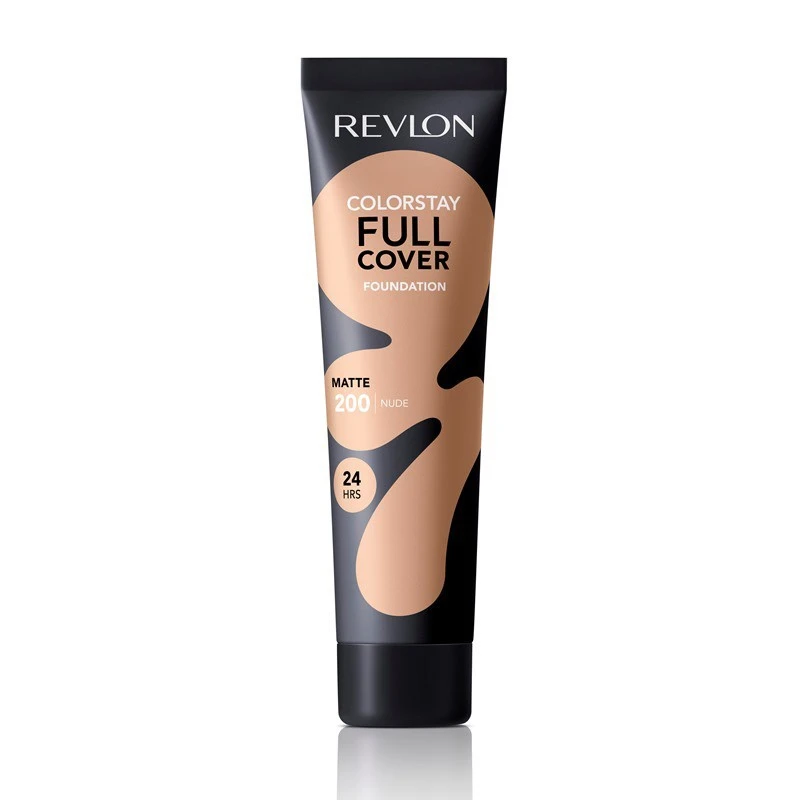 REVLON
COLORSTAY
FULL
COVER
FOUNDATION
MATTE
200 | NUDE
24
HRS